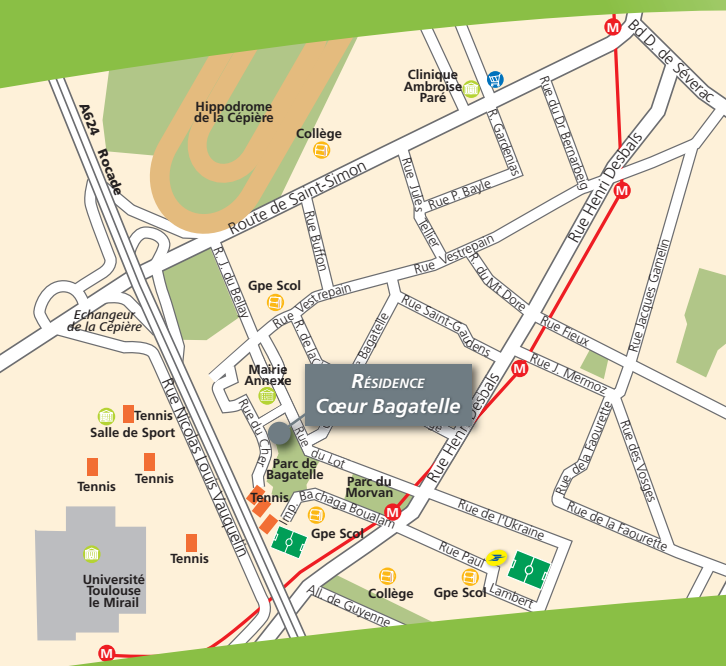 M
Bd D. de Séverac
Clinique
Ambroise
Paré
A624 Rocade
Hippodrome
de la Cépière
Collège
R. Gardenias
Rue du Dr Bernarbeig
Rue Henri Desbals
M
Route de Saint-Simon
Rue Jules Tellier
Rue P. Bayle
Rue Buffon
Rue Vestrepain
R. du Mt Dore
Rue Jacques Gamelin
R. J. du Bellay
Gpe Scol
Rue Vestrepain
Echangeur
de la Cépière
Rue Saint-Gaudens
Rue Fieux
Bagatelle
Mairie
Annexe
RÉSIDENCE
Cœur Bagatelle
M
Rue J. Mermoz
Rue Henri Desbals
Rue Nicolas Louis Vauquelin
Tennis
Salle de Sport
Rue du Cher
Rue du Lot
Rue de la Faourette
Rue des Vosges
Tennis
Tennis
Parc de
Bagatelle
Parc du
Morvan
Tennis
Imp. Bachaga Boualam
M
Rue de l'Ukraine
Rue de la Faourette
Gpe Scol
Tennis
Rue Paul Lambert
Université
Toulouse
le Mirail
Collège
Gpe Scol
All. de Guyenne
M